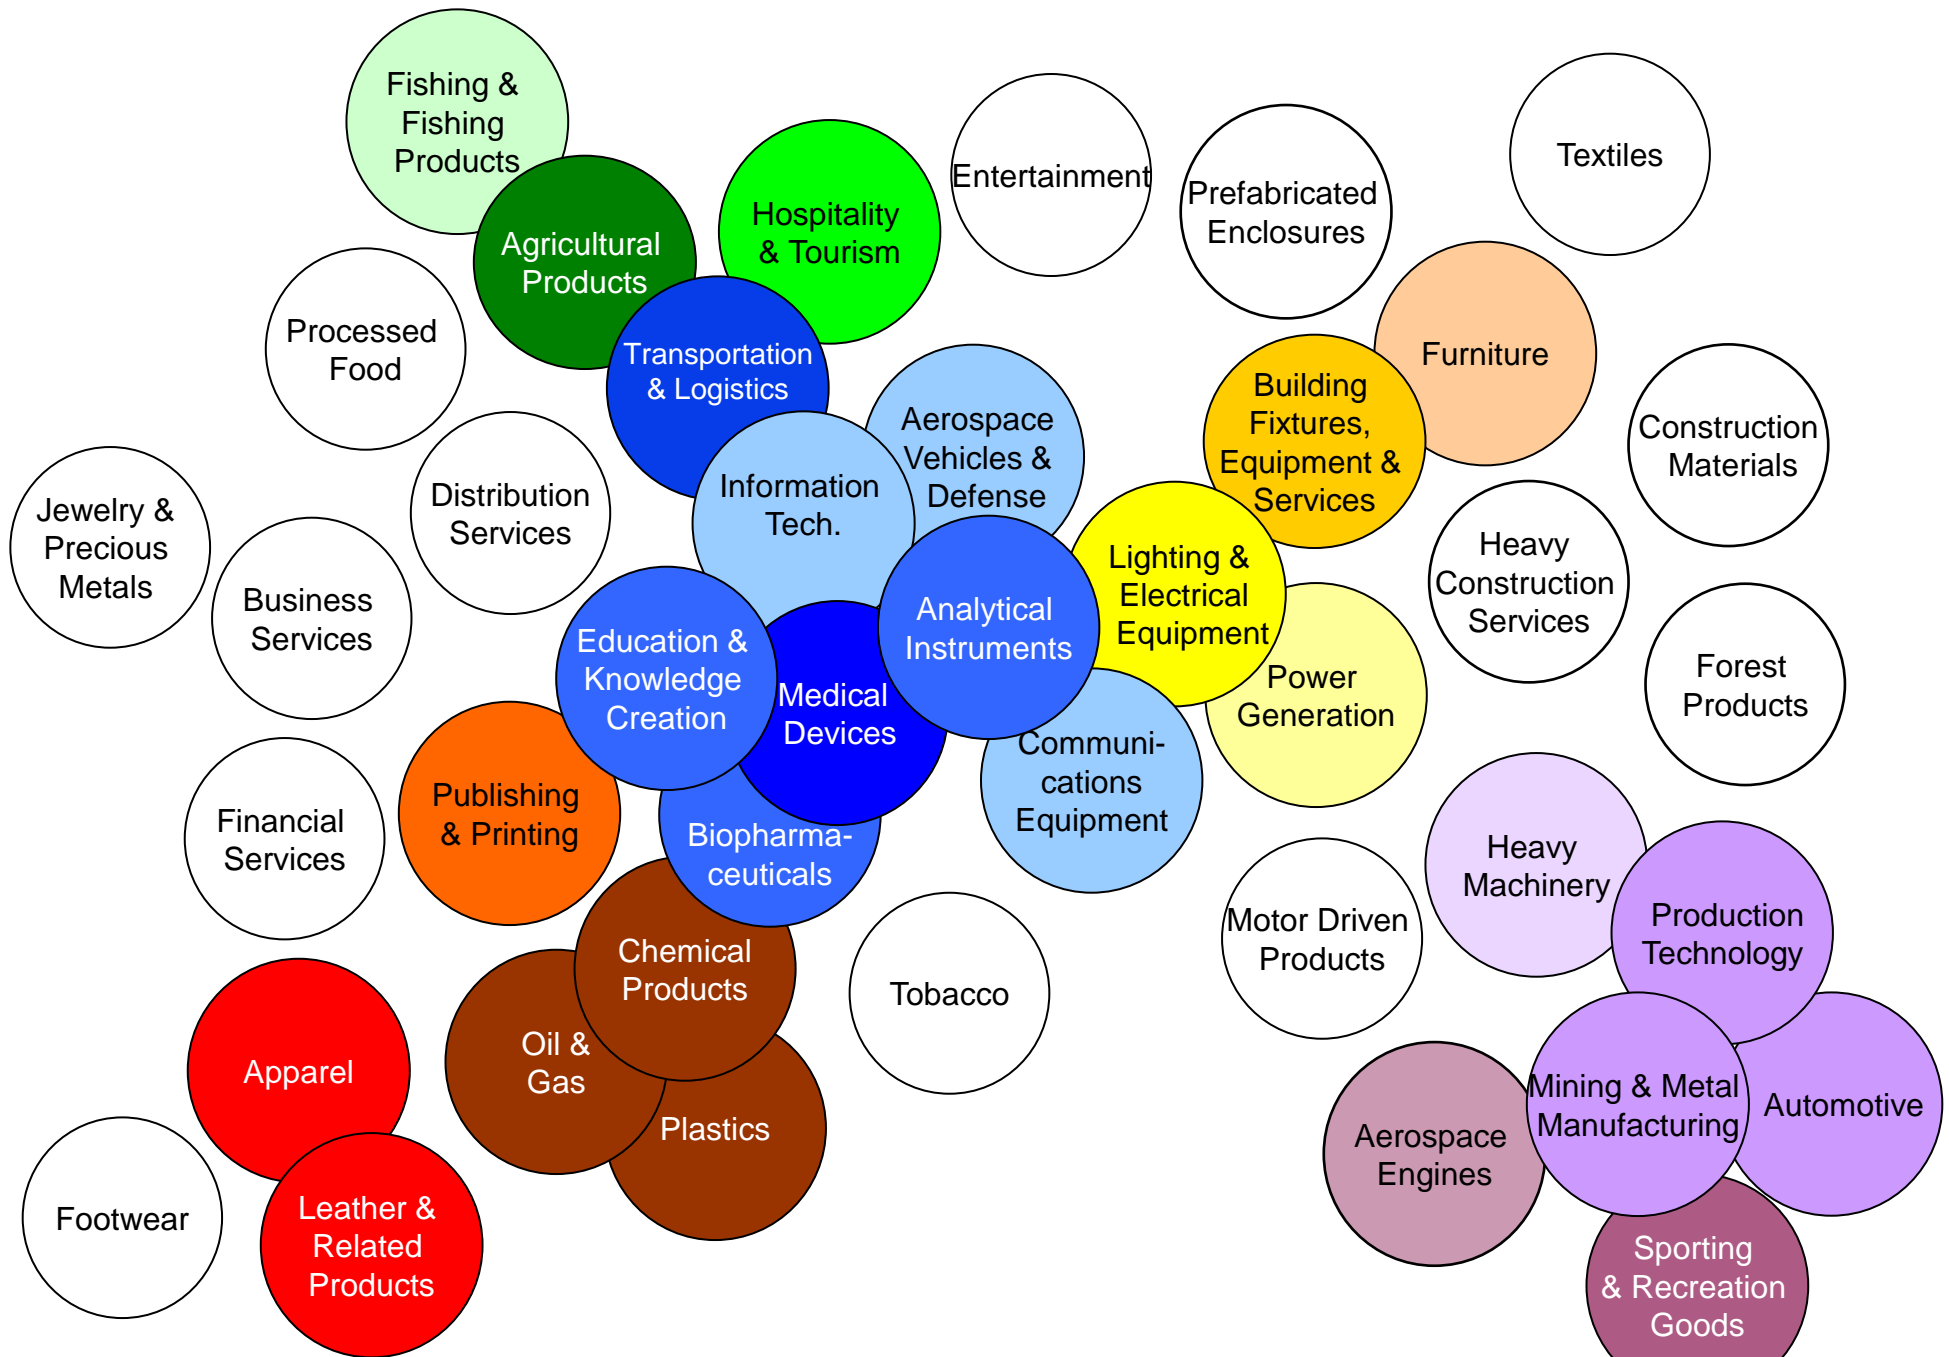 Fishing &
Fishing
Products
Agricultural
Products
Hospitality
& Tourism
Entertainment
Prefabricated
Enclosures
Textiles
Processed
Food
Transportation
& Logistics
Aerospace
Vehicles &
Defense
Building
Fixtures,
Equipment &
Services
Furniture
Construction
Materials
Jewelry &
Precious
Metals
Distribution
Services
Information
Tech.
Business
Services
Education &
Knowledge
Creation
Medical
Devices
Analytical
Instruments
Lighting &
Electrical
Equipment
Power
Generation
Heavy
Construction
Services
Forest
Products
Communi-
cations
Equipment
Financial
Services
Publishing
& Printing
Biopharma-
ceuticals
Chemical
Products
Tobacco
Motor Driven
Products
Heavy
Machinery
Production
Technology
Apparel
Oil &
Gas
Plastics
Aerospace
Engines
Mining & Metal
Manufacturing
Automotive
Footwear
Leather &
Related
Products
Sporting
& Recreation
Goods